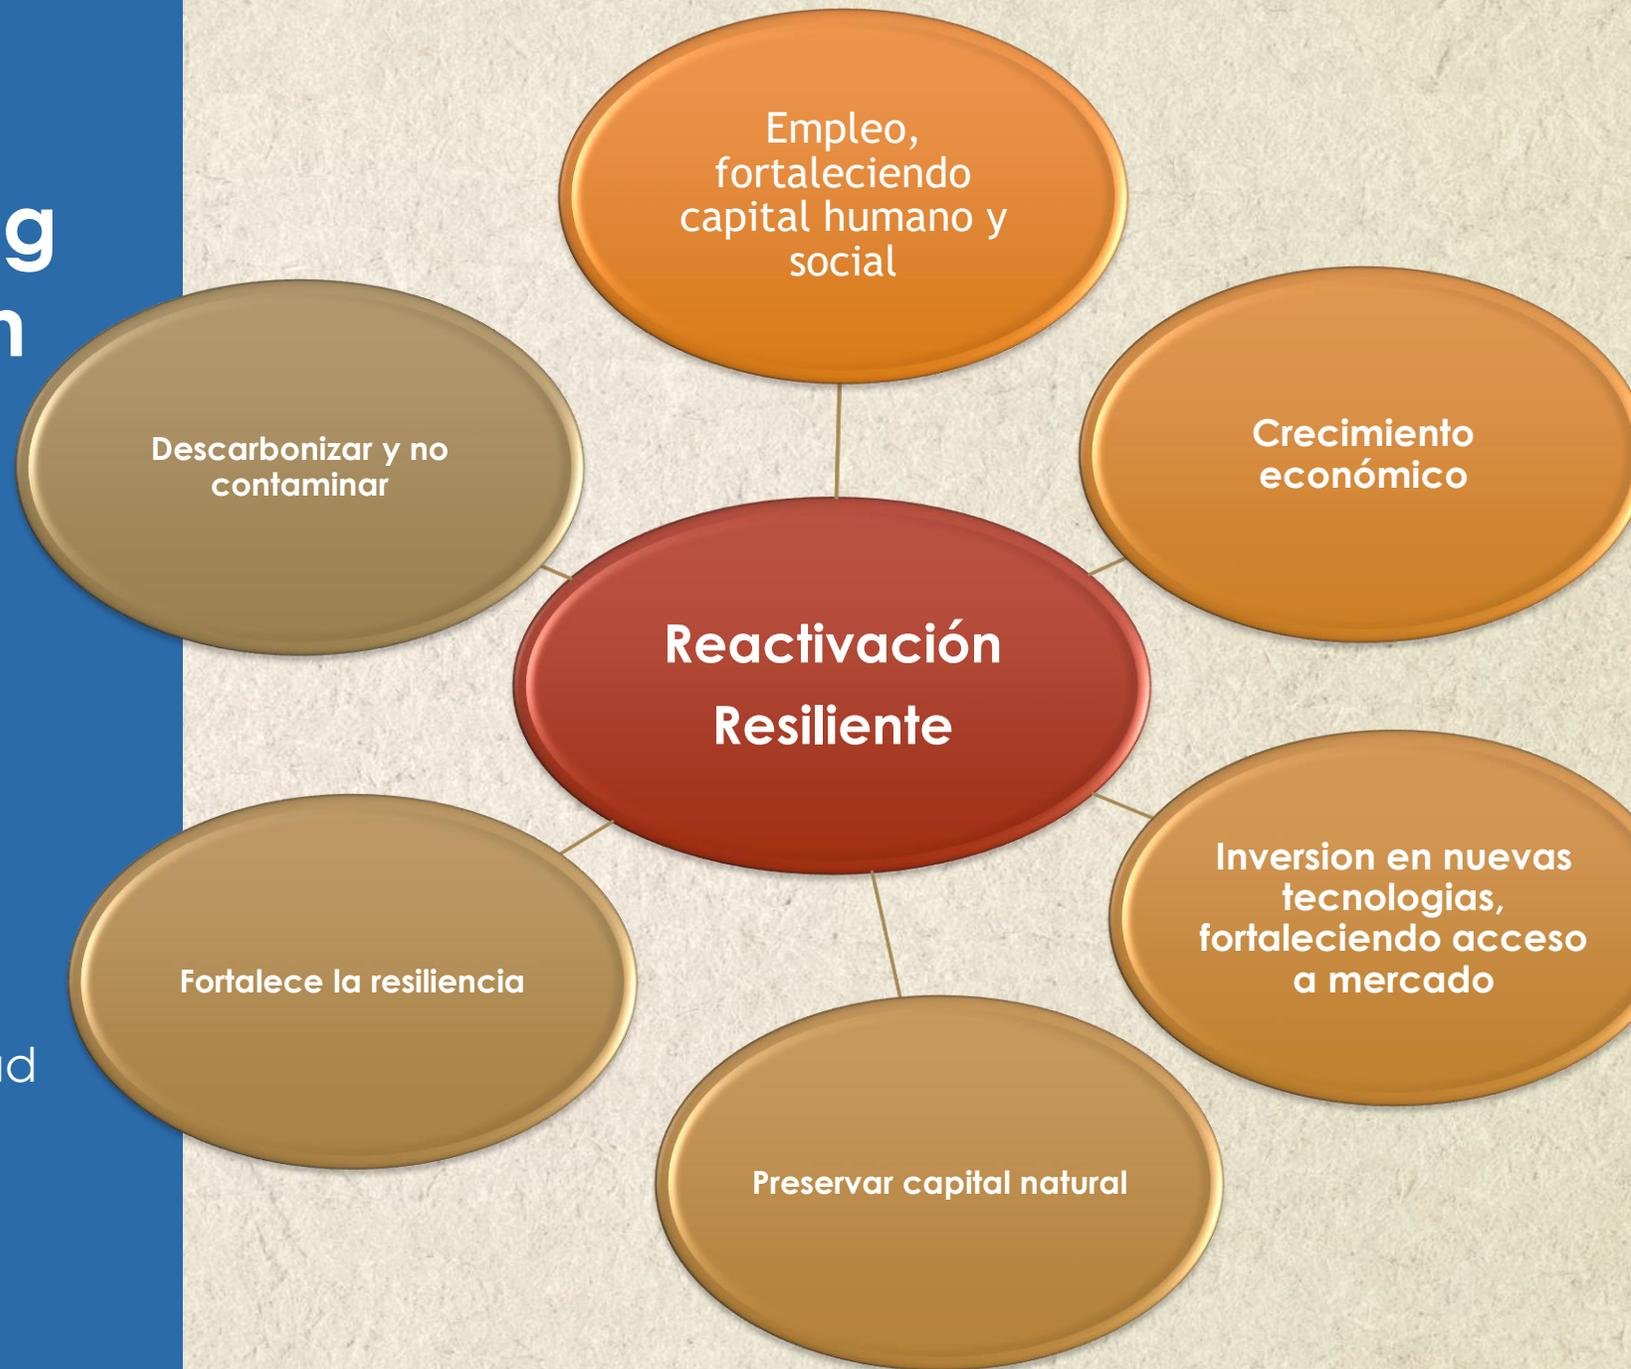 Empleo,
fortaleciendo
capital humano y
social
Crecimiento
económico
Inversion en nuevas
tecnologias,
fortaleciendo acceso
a mercado
Preservar capital natural
Fortalece la resiliencia
Descarbonizar y no
contaminar
Reactivación
Resiliente